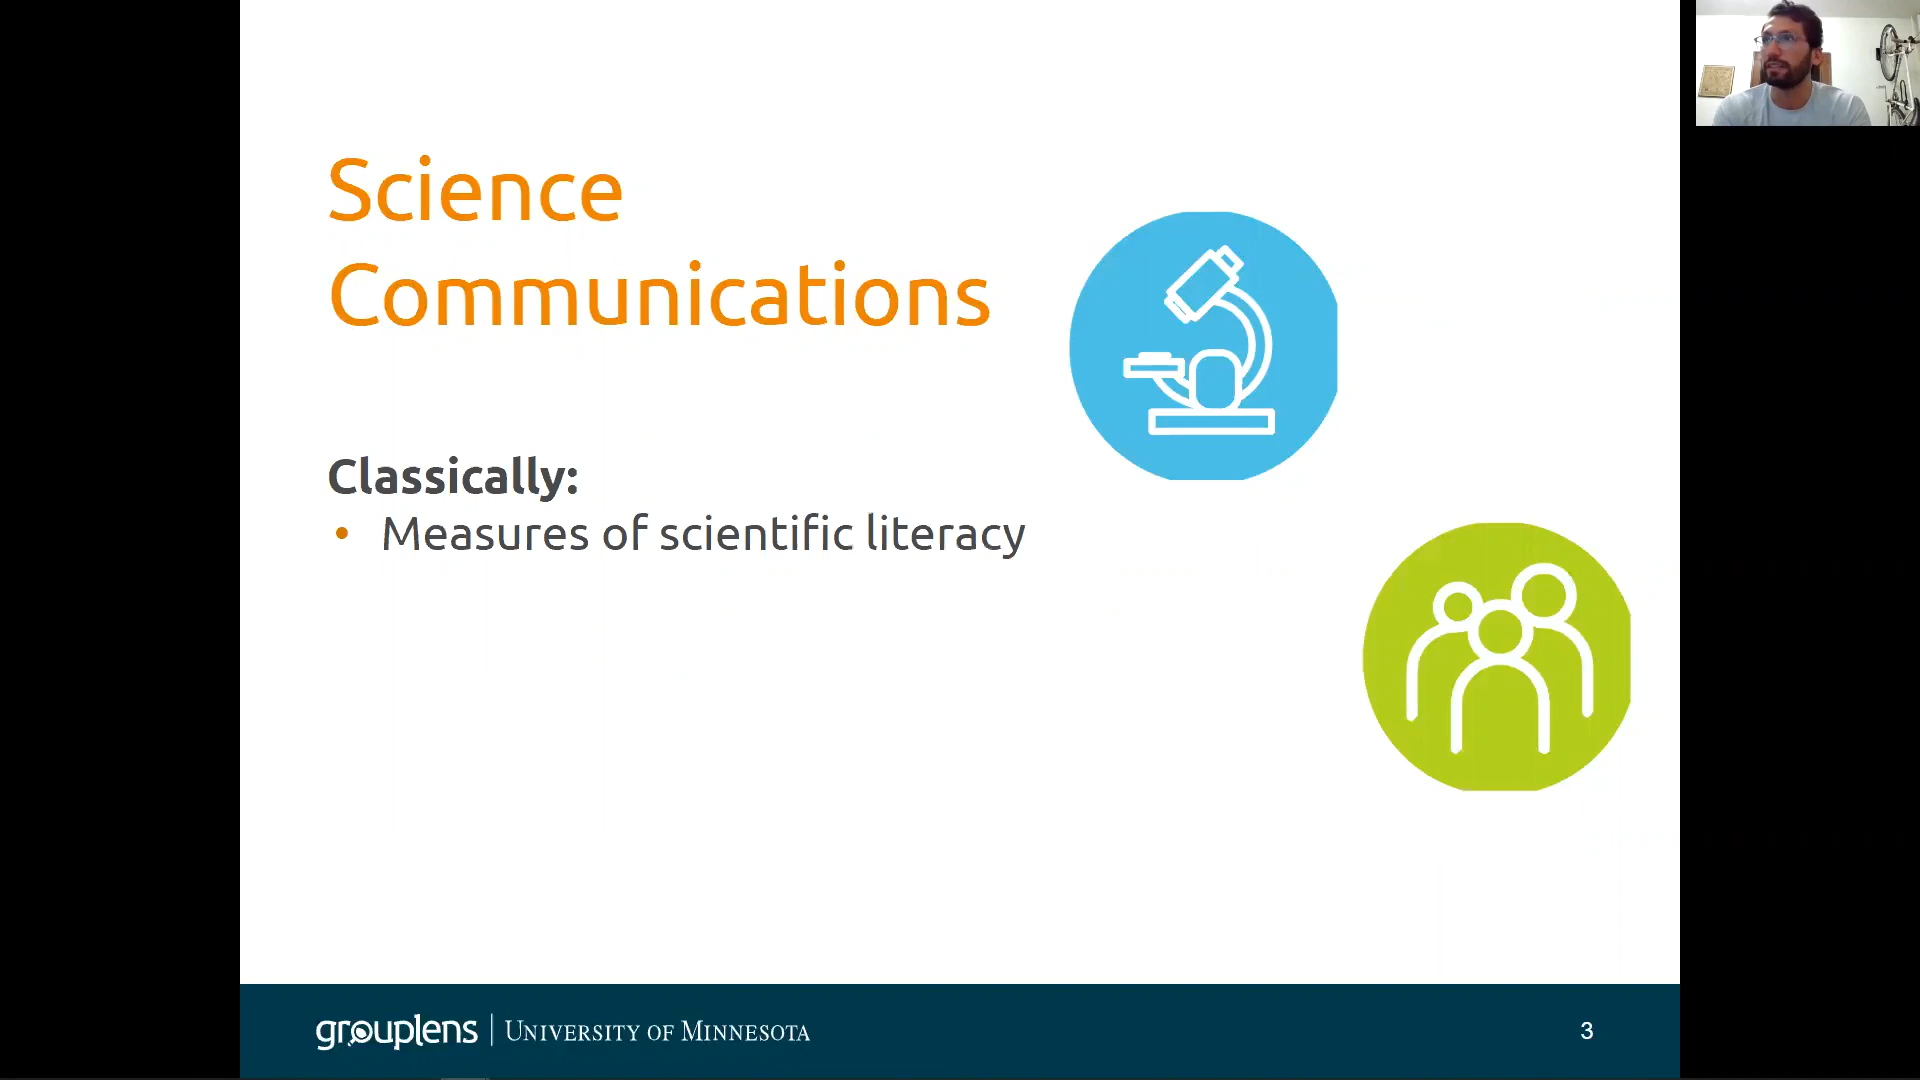 Science
Communications
Classically:
• Measures of scientific literacy
grouplens | UNIVERSITY OF MINNESOTA
3